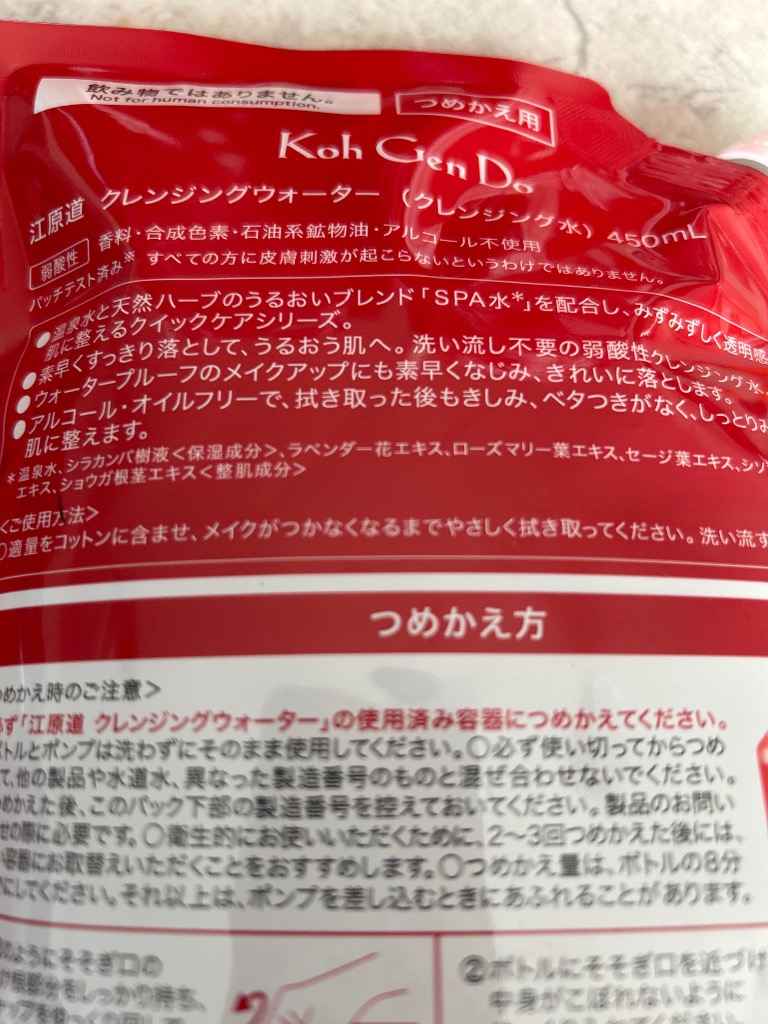 飲み物ではありません。
Not for human consumption.
つめかえ用
Koh Gen Do
江原道
クレンジングウォーター (クレンジング水) 450mL
弱酸性
香料・合成色素・石油系鉱物油・アルコール不使用
パッチテスト済み※ すべての方に皮膚刺激が起こらないというわけではありません。
●温泉水と天然ハーブのうるおいブレンド「SPA水*」を配合し、みずみずしく透明感
肌に整えるクイックケアシリーズ。
●素早くすっきり落として、うるおう肌へ。洗い流し不要の弱酸性クレンジング水。
●ウォータープルーフのメイクアップにも素早くなじみ、きれいに落とします。
●アルコール・オイルフリーで、拭き取った後もきしみ、ベタつきがなく、しっとりみ
肌に整えます。
*温泉水、シラカンバ樹液<保湿成分>、ラベンダー花エキス、ローズマリー葉エキス、セージ葉エキス、シソ
エキス、ショウガ根茎エキス<整肌成分>
<ご使用方法>
○適量をコットンに含ませ、メイクがつかなくなるまでやさしく拭き取ってください。洗い流す
つめかえ方
つめかえ時のご注意>
必ず「江原道 クレンジングウォーター」の使用済み容器につめかえてください。
ボトルとポンプは洗わずにそのまま使用してください。○必ず使い切ってからつめ
て、他の製品や水道水、異なった製造番号のものと混ぜ合わせないでください。
つめかえた後、このパック下部の製造番号を控えておいてください。製品のお問い
せの際に必要です。○衛生的にお使いいただくために、2〜3回つめかえた後には、
い容器にお取替えいただくことをおすすめします。○つめかえ量は、ボトルの8分
にしてください。それ以上は、ポンプを差し込むときにあふれることがあります。
のようにそそぎ口の
け根部分をしっかり持ち、
②ボトルにそそぎ口を近づけ
中身がこぼれないように